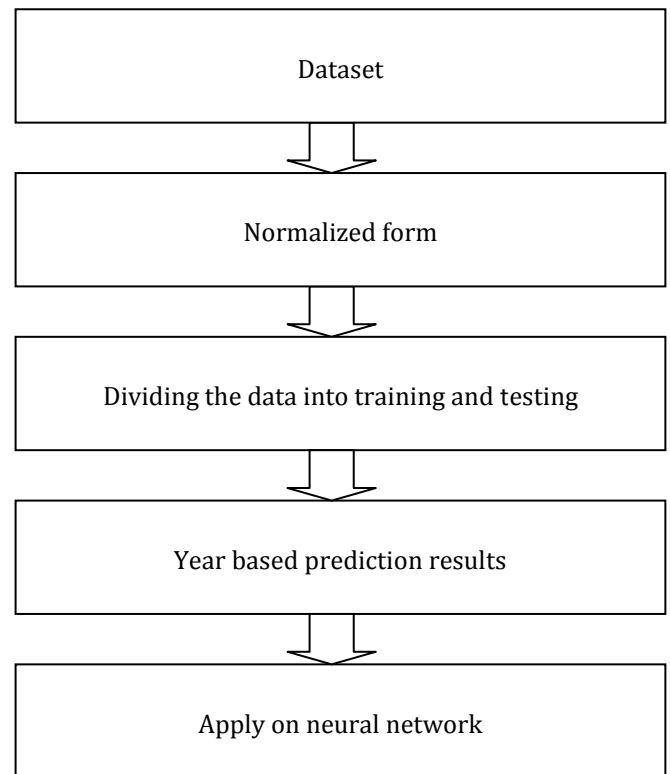 Dataset
Normalized form
Dividing the data into training and testing
Year based prediction results
Apply on neural network